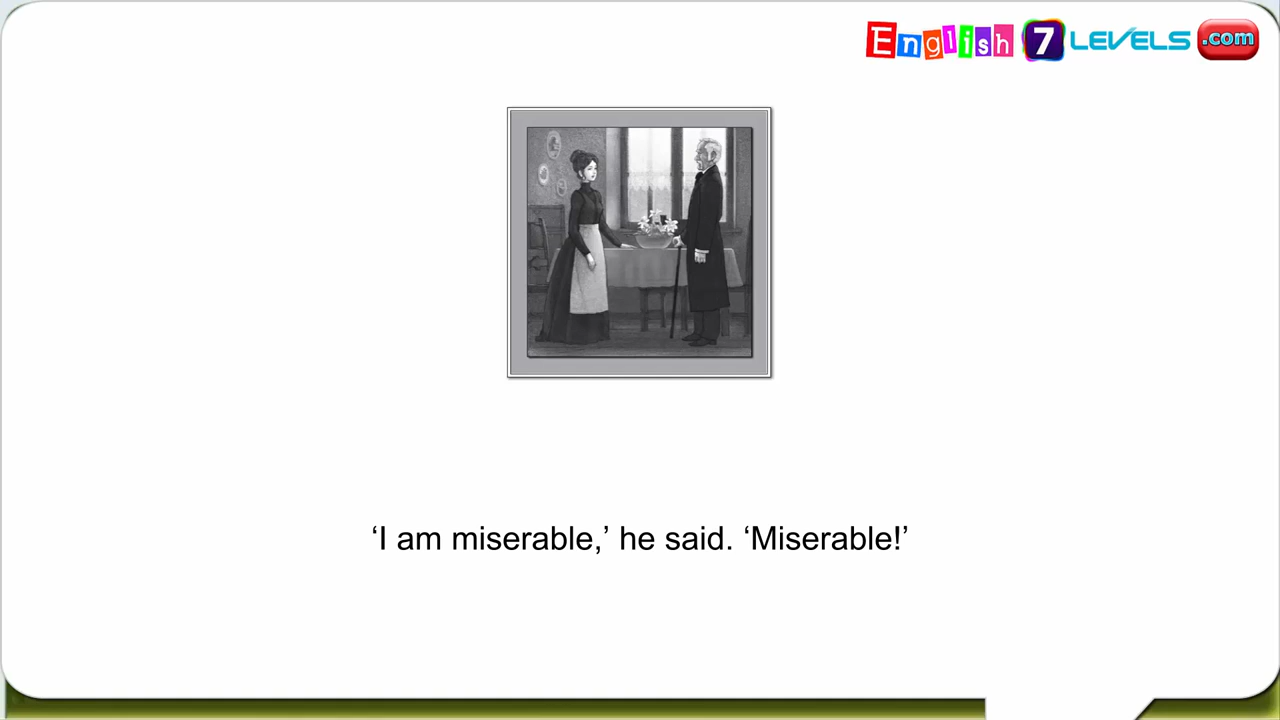 English 7 LEVELS .com
‘I am miserable,’ he said. ‘Miserable!’